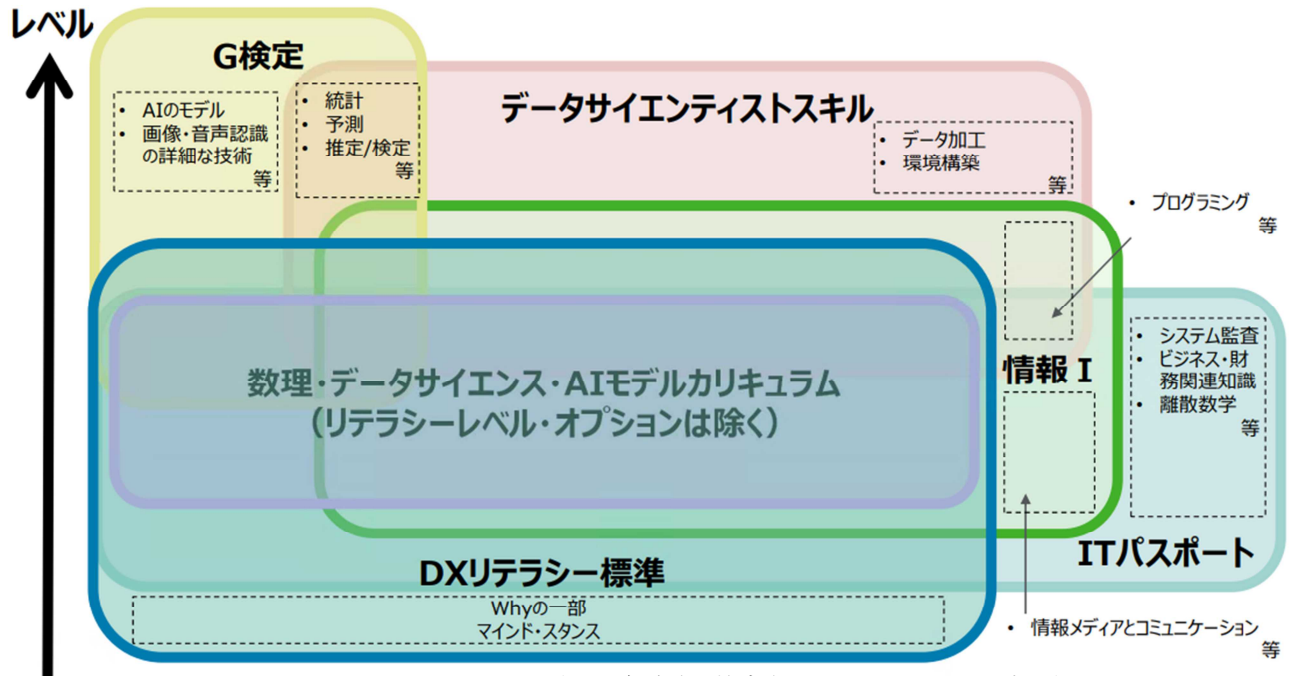 レベル
G検定
• AIのモデル
• 画像・音声認識
の詳細な技術
等
• 統計
• 予測
• 推定/検定
等
データサイエンティストスキル
• データ加工
• 環境構築
等
• プログラミング
等
数理・データサイエンス・AIモデルカリキュラム
（リテラシーレベル・オプションは除く）
情報Ⅰ
• システム監査
• ビジネス・財
務関連知識
• 離散数学
等
ITパスポート
DXリテラシー標準
Whyの一部
マインド・スタンス
• 情報メディアとコミュニケーション
等